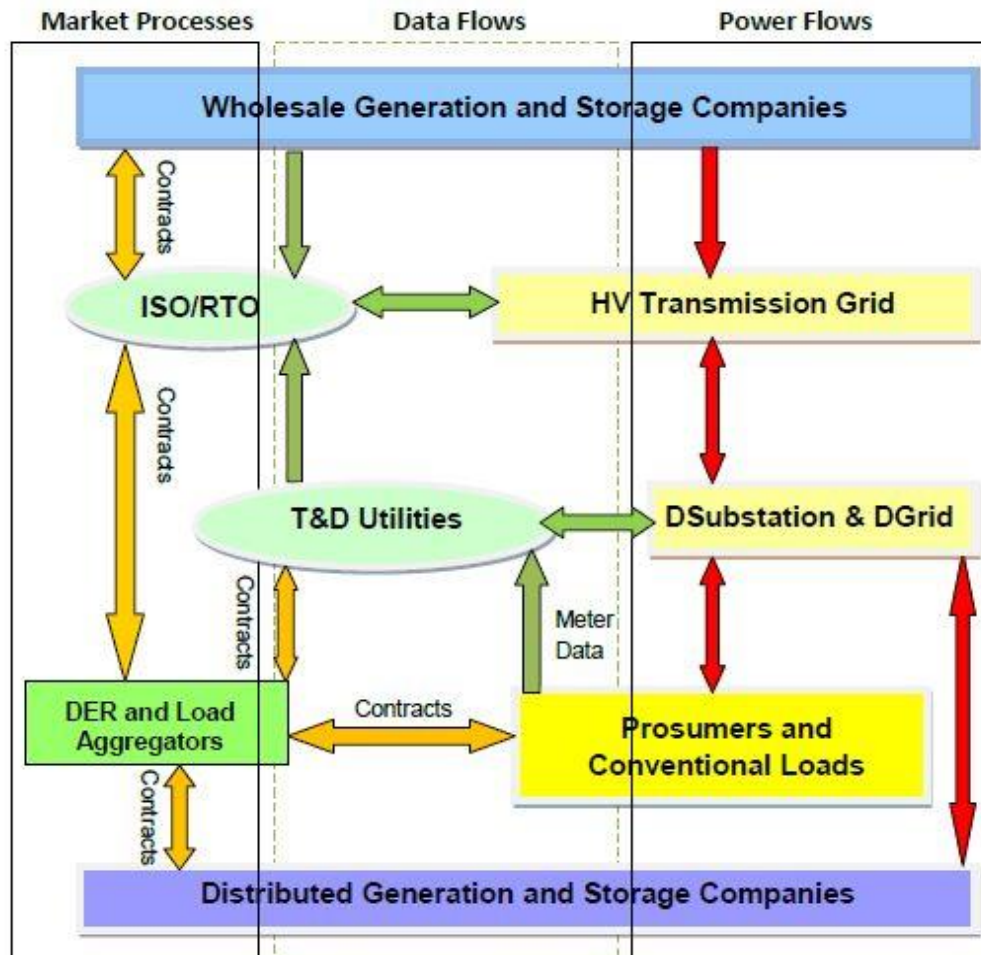 Market Processes
Data Flows
Power Flows
Wholesale Generation and Storage Companies
Contracts
ISO/RTO
HV Transmission Grid
Contracts
T&D Utilities
DSubstation & DGrid
Contracts
Meter
Data
DER and Load
Aggregators
Contracts
Prosumers and
Conventional Loads
Contracts
Distributed Generation and Storage Companies